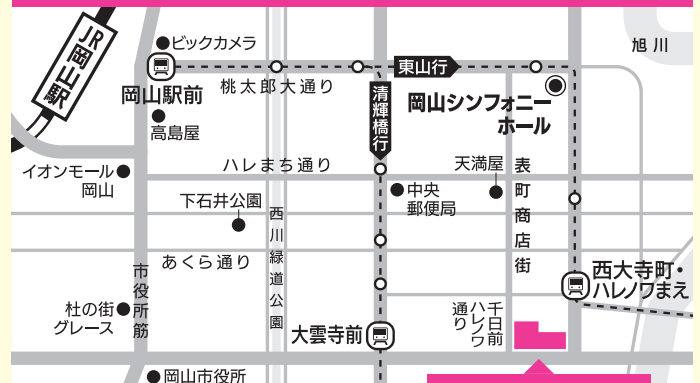 JR岡山駅
ビックカメラ
旭川
東山行
桃太郎大通り
岡山駅前
清輝橋行
岡山シンフォニー
ホール
高島屋
ハレまち通り
天満屋
表町商店街
イオンモール
岡山
中央
郵便局
下石井公園
西川緑道公園
あくら通り
市役所筋
西大寺町・
ハレノワまえ
杜の街
グレース
大雲寺前
千日前
ハレノワ
通り
岡山市役所